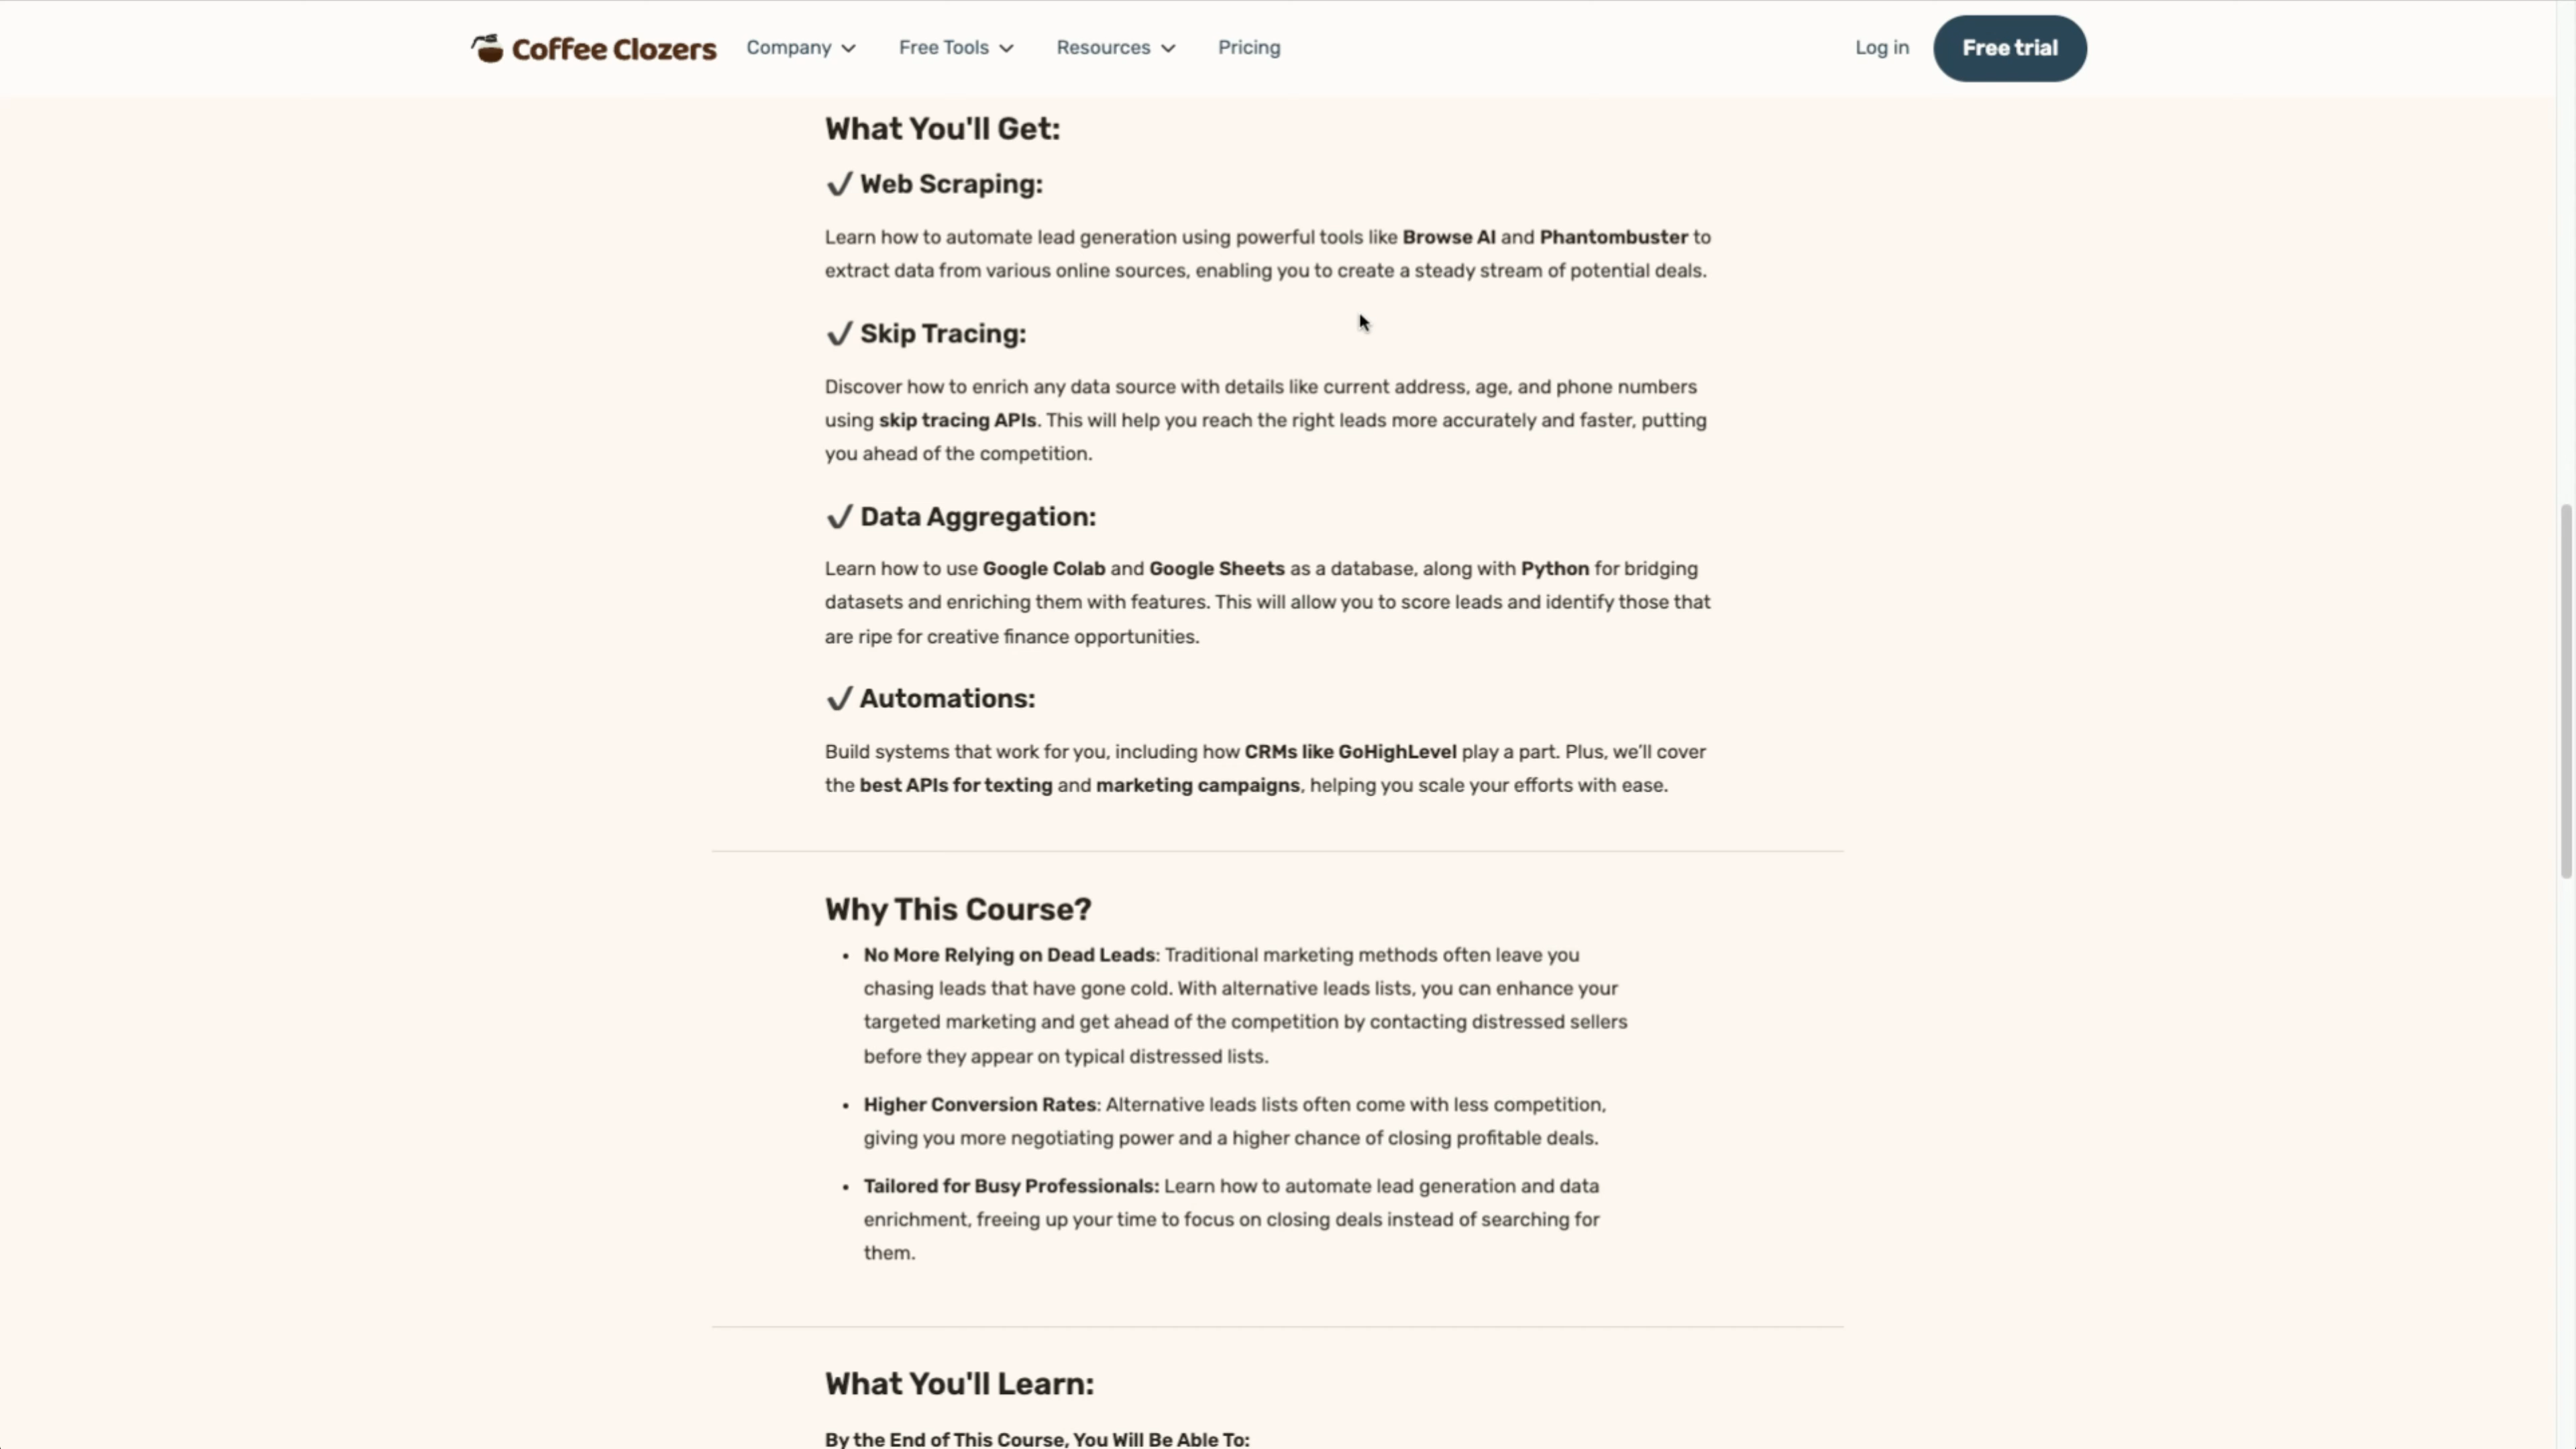 Coffee Clozers Company Free Tools Resources Pricing Log in Free trial
What You'll Get:
✔ Web Scraping:
Learn how to automate lead generation using powerful tools like Browse AI and Phantombuster to
extract data from various online sources, enabling you to create a steady stream of potential deals.
✔ Skip Tracing:
Discover how to enrich any data source with details like current address, age, and phone numbers
using skip tracing APIs. This will help you reach the right leads more accurately and faster, putting
you ahead of the competition.
✔ Data Aggregation:
Learn how to use Google Colab and Google Sheets as a database, along with Python for bridging
datasets and enriching them with features. This will allow you to score leads and identify those that
are ripe for creative finance opportunities.
✔ Automations:
Build systems that work for you, including how CRMs like GoHighLevel play a part. Plus, we’ll cover
the best APIs for texting and marketing campaigns, helping you scale your efforts with ease.
Why This Course?
• No More Relying on Dead Leads: Traditional marketing methods often leave you
chasing leads that have gone cold. With alternative leads lists, you can enhance your
targeted marketing and get ahead of the competition by contacting distressed sellers
before they appear on typical distressed lists.
• Higher Conversion Rates: Alternative leads lists often come with less competition,
giving you more negotiating power and a higher chance of closing profitable deals.
• Tailored for Busy Professionals: Learn how to automate lead generation and data
enrichment, freeing up your time to focus on closing deals instead of searching for
them.
What You'll Learn:
By the End of This Course, You Will Be Able To: